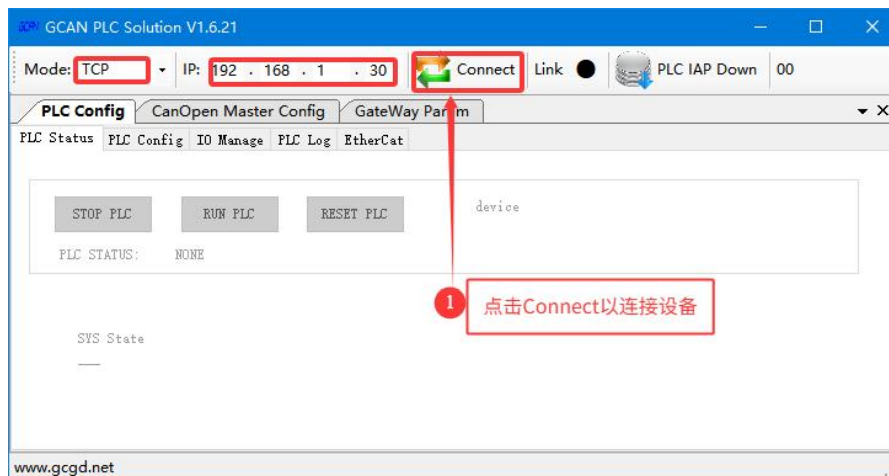 GCAN PLC Solution V1.6.21
Mode: TCP IP: 192 . 168 . 1 . 30 Connect Link PLC IAP Down 00
PLC Config CanOpen Master Config GateWay Par m
PLC Status PLC Config IO Manage PLC Log EtherCat
STOP PLC RUN PLC RESET PLC device
PLC STATUS: NONE
1 点击Connect以连接设备
SYS State
www.gcgd.net